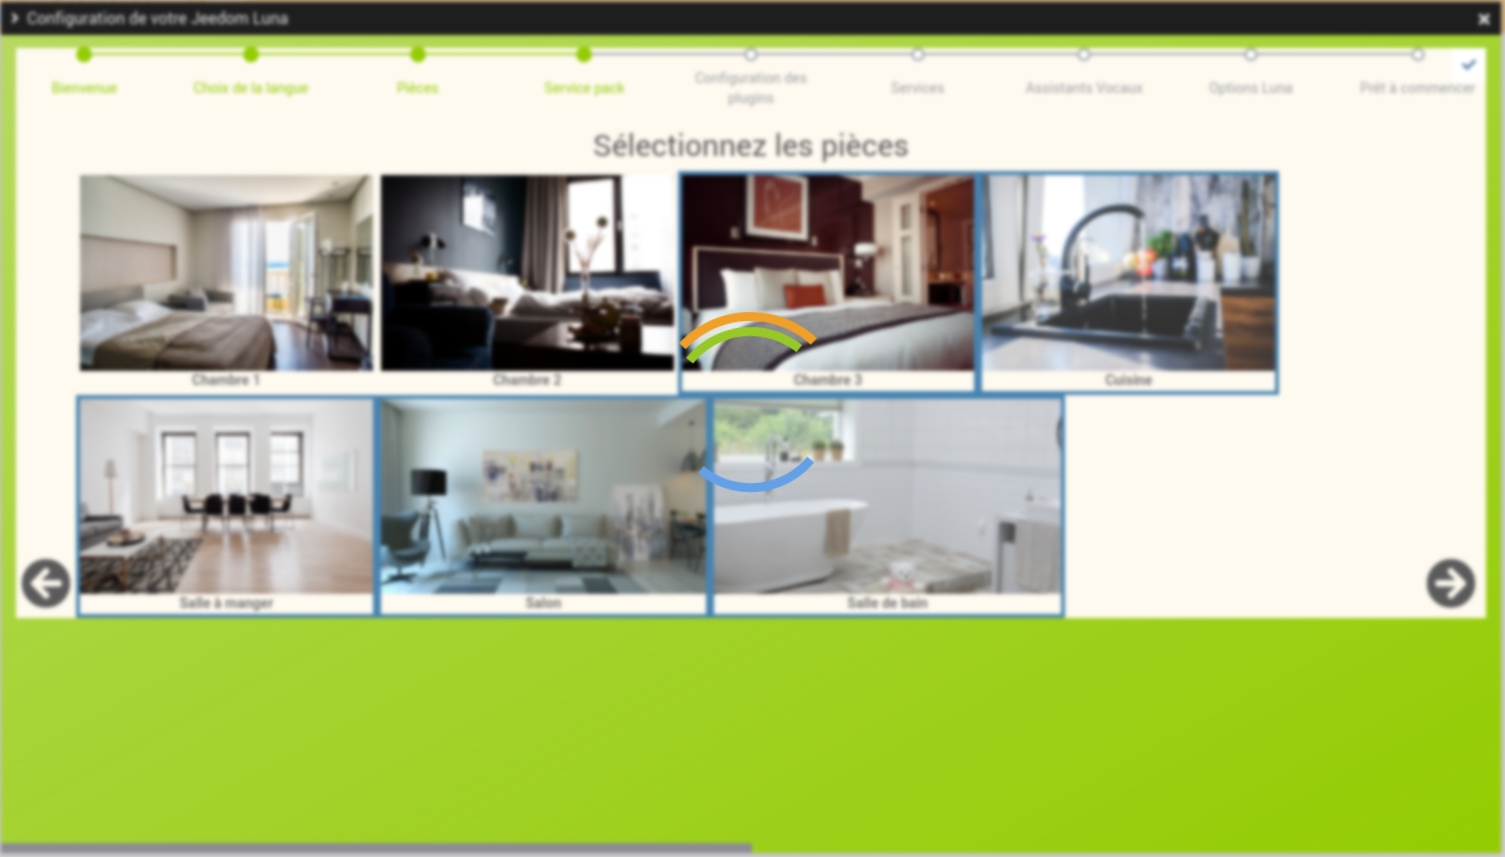 Configuration de votre Jeedom Luna
Bienvenue
Choix de la langue
Pièces
Service pack
Configuration des
plugins
Services
Assistants Vocaux
Options Luna
Prêt à commencer
Sélectionnez les pièces
Chambre 1
Chambre 2
Chambre 3
Cuisine
Salle à manger
Salon
Salle de bain